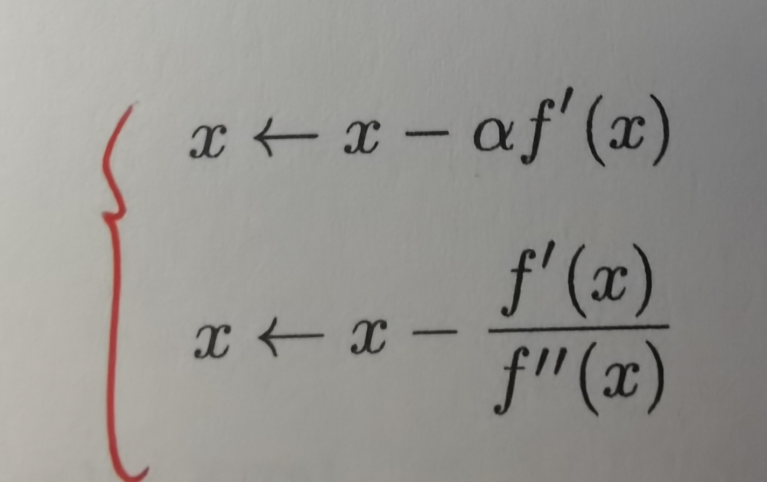 x ← x − αf′(x)
x ← x − f′(x) / f″(x)